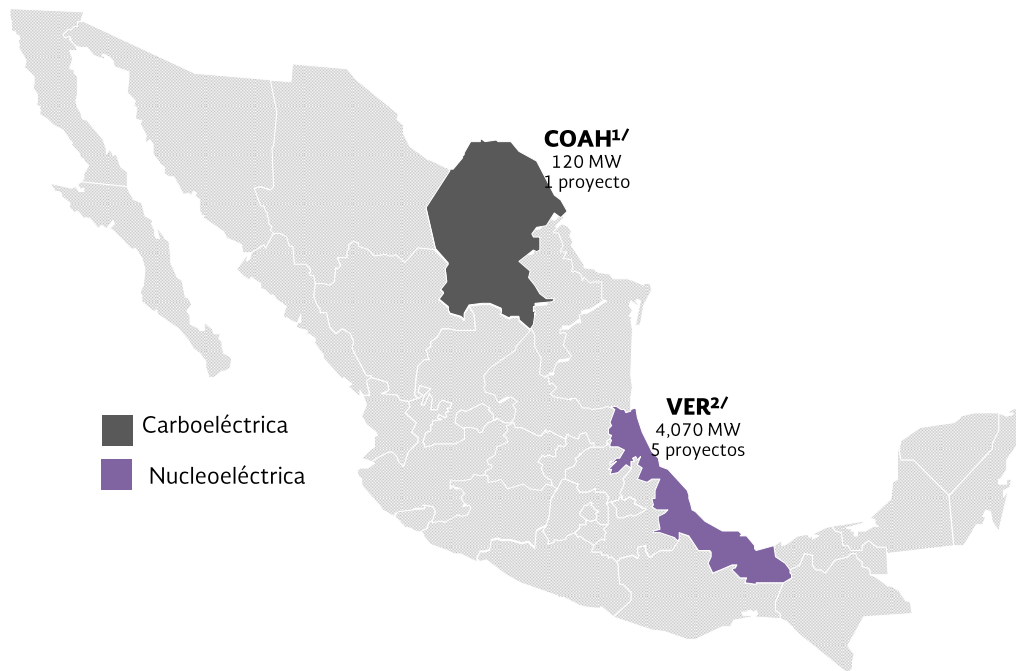 COAH1/
120 MW
1 proyecto
VER2/
4,070 MW
5 proyectos
Carboeléctrica
Nucleoeléctrica